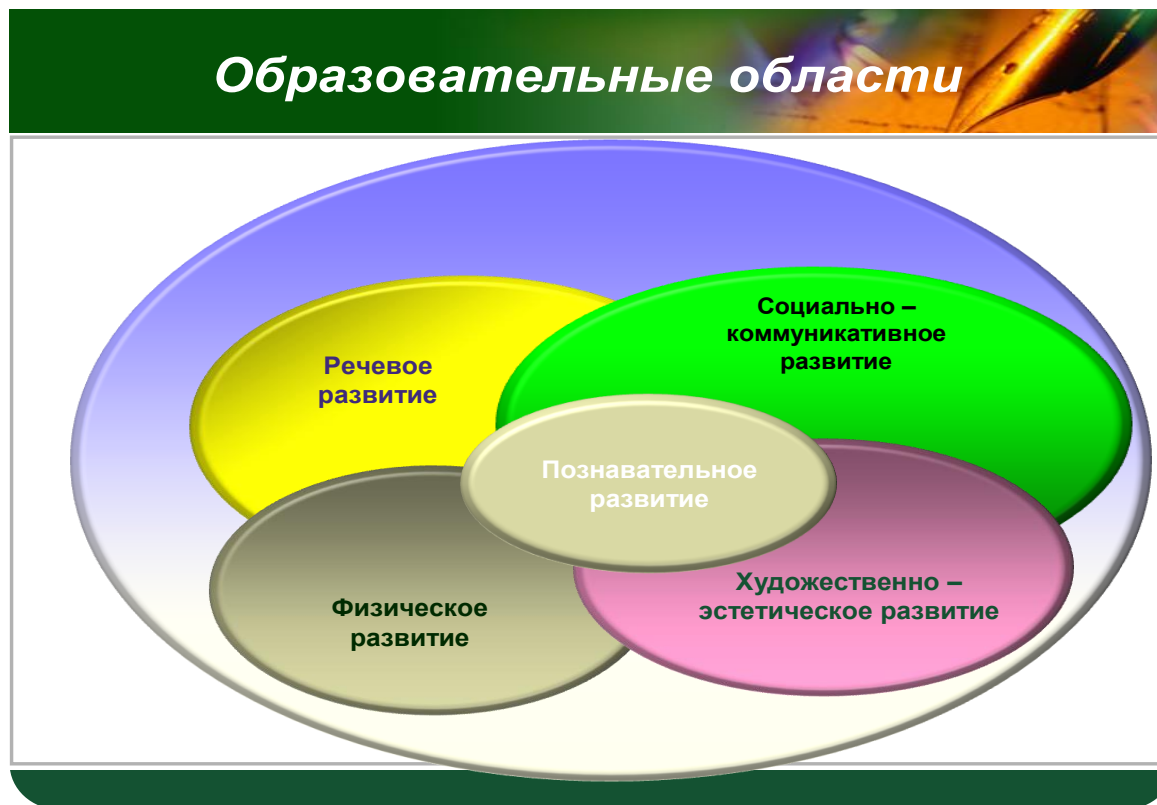 Образовательные области
Социально –
коммуникативное
развитие
Речевое
развитие
Познавательное
развитие
Художественно –
эстетическое развитие
Физическое
развитие